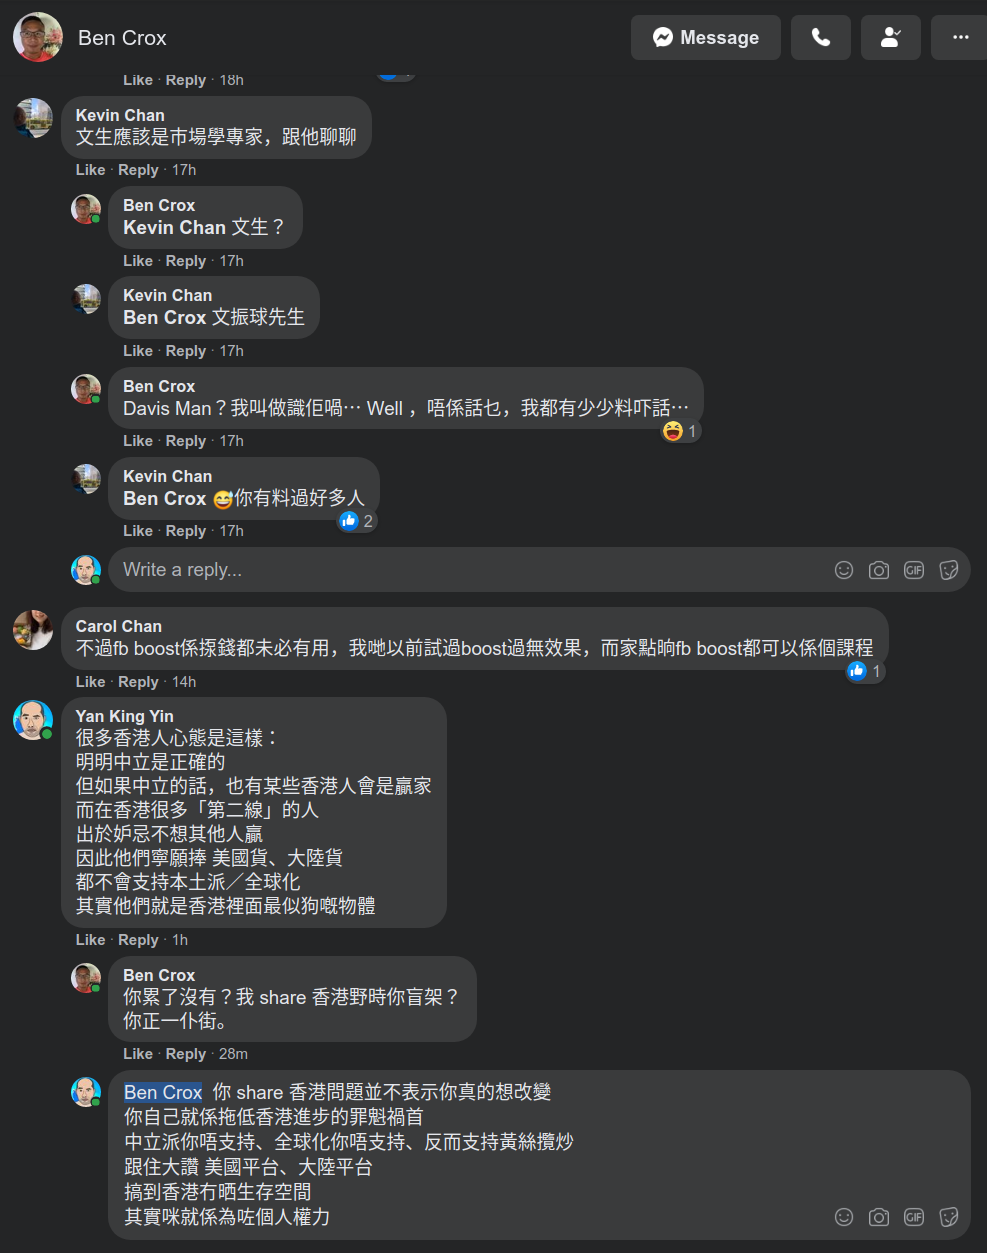 Ben Crox
Message
Like · Reply · 18h
Kevin Chan
文生應該是市場學專家，跟他聊聊
Like · Reply · 17h
Ben Crox
Kevin Chan 文生？
Like · Reply · 17h
Kevin Chan
Ben Crox 文振球先生
Like · Reply · 17h
Ben Crox
Davis Man？我叫做識佢喎… Well ，唔係話乜，我都有少少料吓話…
1
Like · Reply · 17h
Kevin Chan
Ben Crox 😅你有料過好多人
2
Like · Reply · 17h
Write a reply...
GIF
Carol Chan
不過fb boost係揼錢都未必有用，我哋以前試過boost過無效果，而家點晌fb boost都可以係個課程
1
Like · Reply · 14h
Yan King Yin
很多香港人心態是這樣：
明明中立是正確的
但如果中立的話，也有某些香港人會是贏家
而在香港很多「第二線」的人
出於妒忌不想其他人贏
因此他們寧願捧 美國貨、大陸貨
都不會支持本土派／全球化
其實他們就是香港裡面最似狗嘅物體
Like · Reply · 1h
Ben Crox
你累了沒有？我 share 香港野時你盲架？
你正一仆街。
Like · Reply · 28m
Ben Crox 你 share 香港問題並不表示你真的想改變
你自己就係拖低香港進步的罪魁禍首
中立派你唔支持、全球化你唔支持、反而支持黃絲攬炒
跟住大讚 美國平台、大陸平台
搞到香港冇晒生存空間
其實咪就係為咗個人權力
GIF